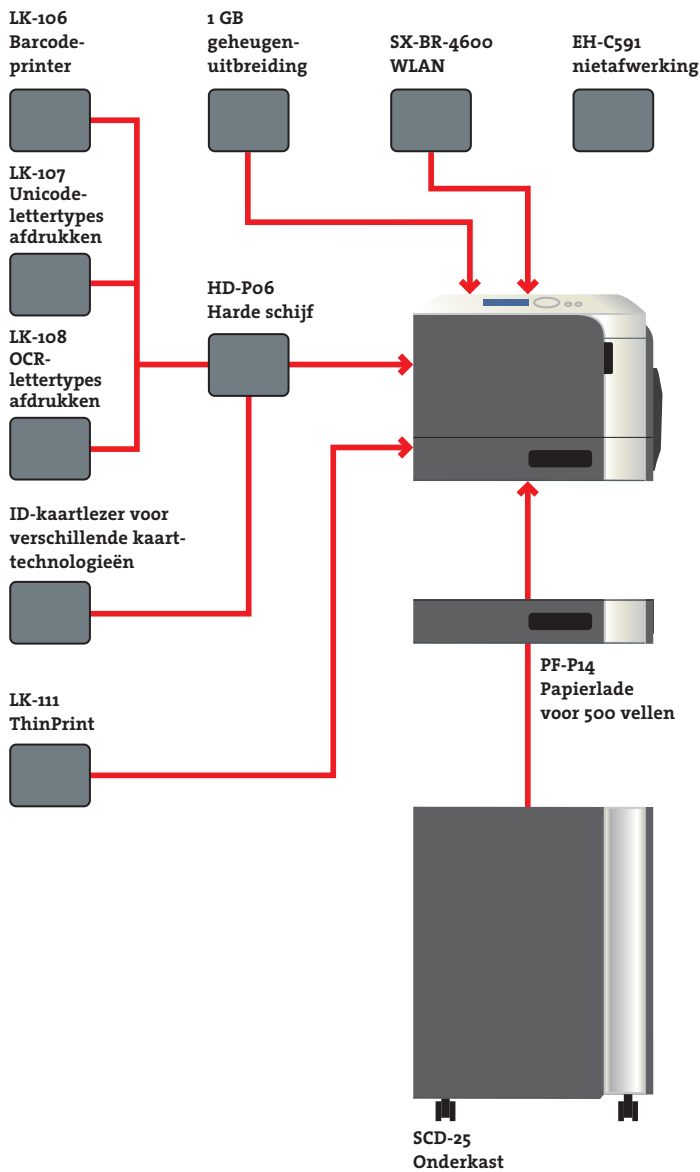 LK-106
Barcode-
printer
1 GB
geheugen-
uitbreiding
SX-BR-4600
WLAN
EH-C591
nietafwerking
LK-107
Unicode-
lettertypes
afdrukken
HD-P06
Harde schijf
LK-108
OCR-
lettertypes
afdrukken
ID-kaartlezer voor
verschillende kaart-
technologieën
PF-P14
Papierlade
voor 500 vellen
LK-111
ThinPrint
SCD-25
Onderkast